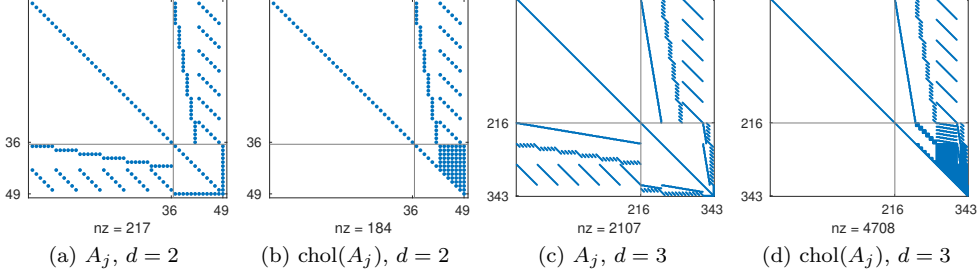 36
49
36
49
nz = 217
(a) A_j, d = 2
36
49
36
49
nz = 184
(b) chol(A_j), d = 2
216
343
216
343
nz = 2107
(c) A_j, d = 3
216
343
216
343
nz = 4708
(d) chol(A_j), d = 3